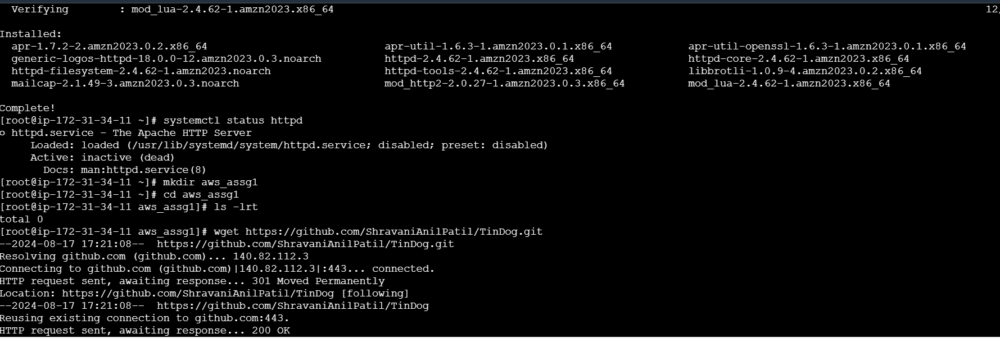 Verifying : mod_lua-2.4.62-1.amzn2023.x86_64 12/
Installed:
apr-1.7.2-2.amzn2023.0.2.x86_64 apr-util-1.6.3-1.amzn2023.0.1.x86_64 apr-util-openssl-1.6.3-1.amzn2023.0.1.x86_64
generic-logos-httpd-18.0.0-12.amzn2023.0.3.noarch httpd-2.4.62-1.amzn2023.x86_64 httpd-core-2.4.62-1.amzn2023.x86_64
httpd-filesystem-2.4.62-1.amzn2023.noarch httpd-tools-2.4.62-1.amzn2023.x86_64 libbrotli-1.0.9-4.amzn2023.0.2.x86_64
mailcap-2.1.49-3.amzn2023.0.3.noarch mod_http2-2.0.27-1.amzn2023.0.3.x86_64 mod_lua-2.4.62-1.amzn2023.x86_64
Complete!
[root@ip-172-31-34-11 ~]# systemctl status httpd
o httpd.service - The Apache HTTP Server
Loaded: loaded (/usr/lib/systemd/system/httpd.service; disabled; preset: disabled)
Active: inactive (dead)
Docs: man:httpd.service(8)
[root@ip-172-31-34-11 ~]# mkdir aws_assg1
[root@ip-172-31-34-11 ~]# cd aws_assg1
[root@ip-172-31-34-11 aws_assg1]# ls -lrt
total 0
[root@ip-172-31-34-11 aws_assg1]# wget https://github.com/ShravaniAnilPatil/TinDog.git
--2024-08-17 17:21:08-- https://github.com/ShravaniAnilPatil/TinDog.git
Resolving github.com (github.com)... 140.82.112.3
Connecting to github.com (github.com)|140.82.112.3|:443... connected.
HTTP request sent, awaiting response... 301 Moved Permanently
Location: https://github.com/ShravaniAnilPatil/TinDog [following]
--2024-08-17 17:21:08-- https://github.com/ShravaniAnilPatil/TinDog
Reusing existing connection to github.com:443.
HTTP request sent, awaiting response... 200 OK